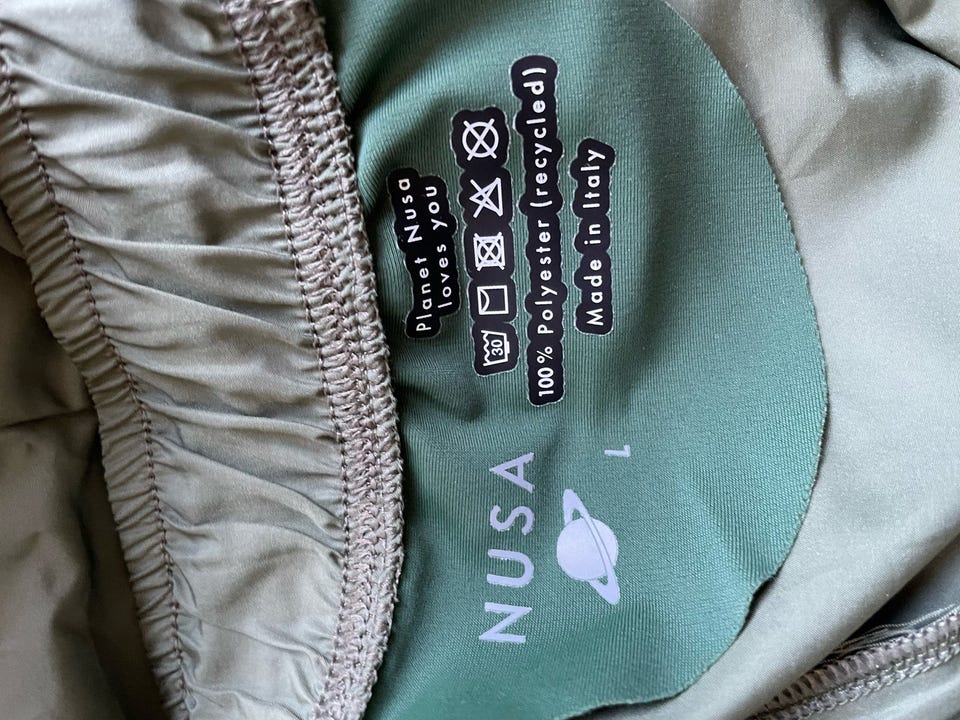 NUSA
L
Planet Nusa
loves you
30
100% Polyester (recycled)
Made in Italy